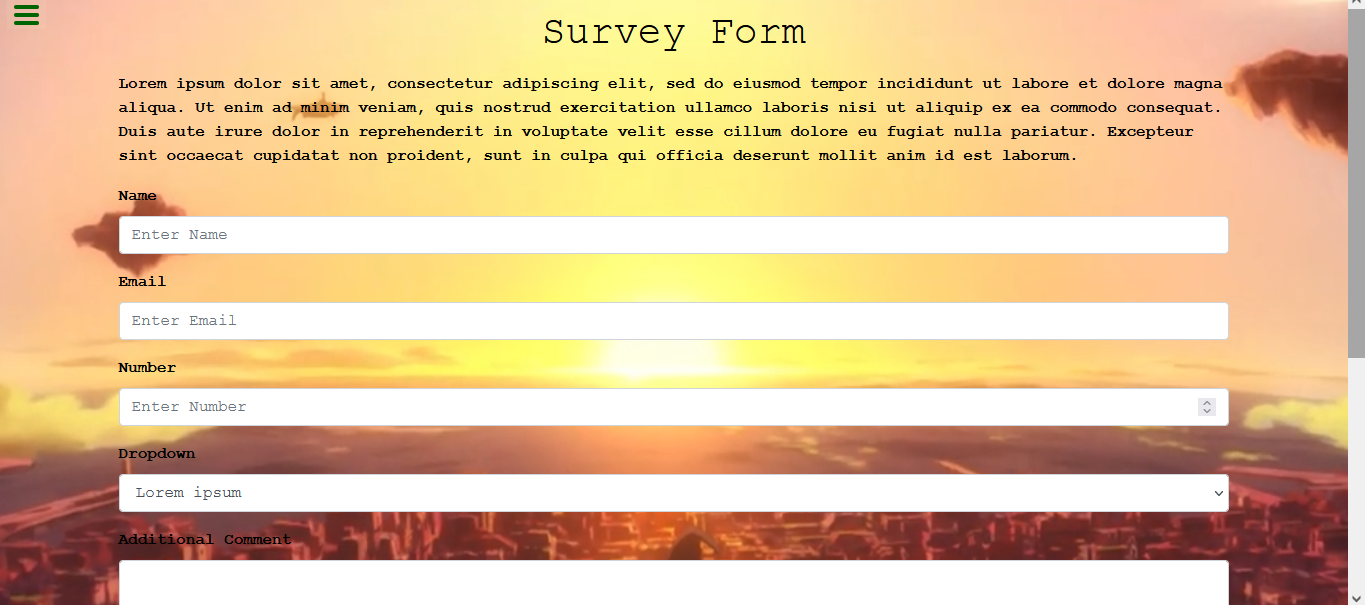 Survey Form
Lorem ipsum dolor sit amet, consectetur adipiscing elit, sed do eiusmod tempor incididunt ut labore et dolore magna
aliqua. Ut enim ad minim veniam, quis nostrud exercitation ullamco laboris nisi ut aliquip ex ea commodo consequat.
Duis aute irure dolor in reprehenderit in voluptate velit esse cillum dolore eu fugiat nulla pariatur. Excepteur
sint occaecat cupidatat non proident, sunt in culpa qui officia deserunt mollit anim id est laborum.
Name
Enter Name
Email
Enter Email
Number
Enter Number
Dropdown
Lorem ipsum
Additional Comment